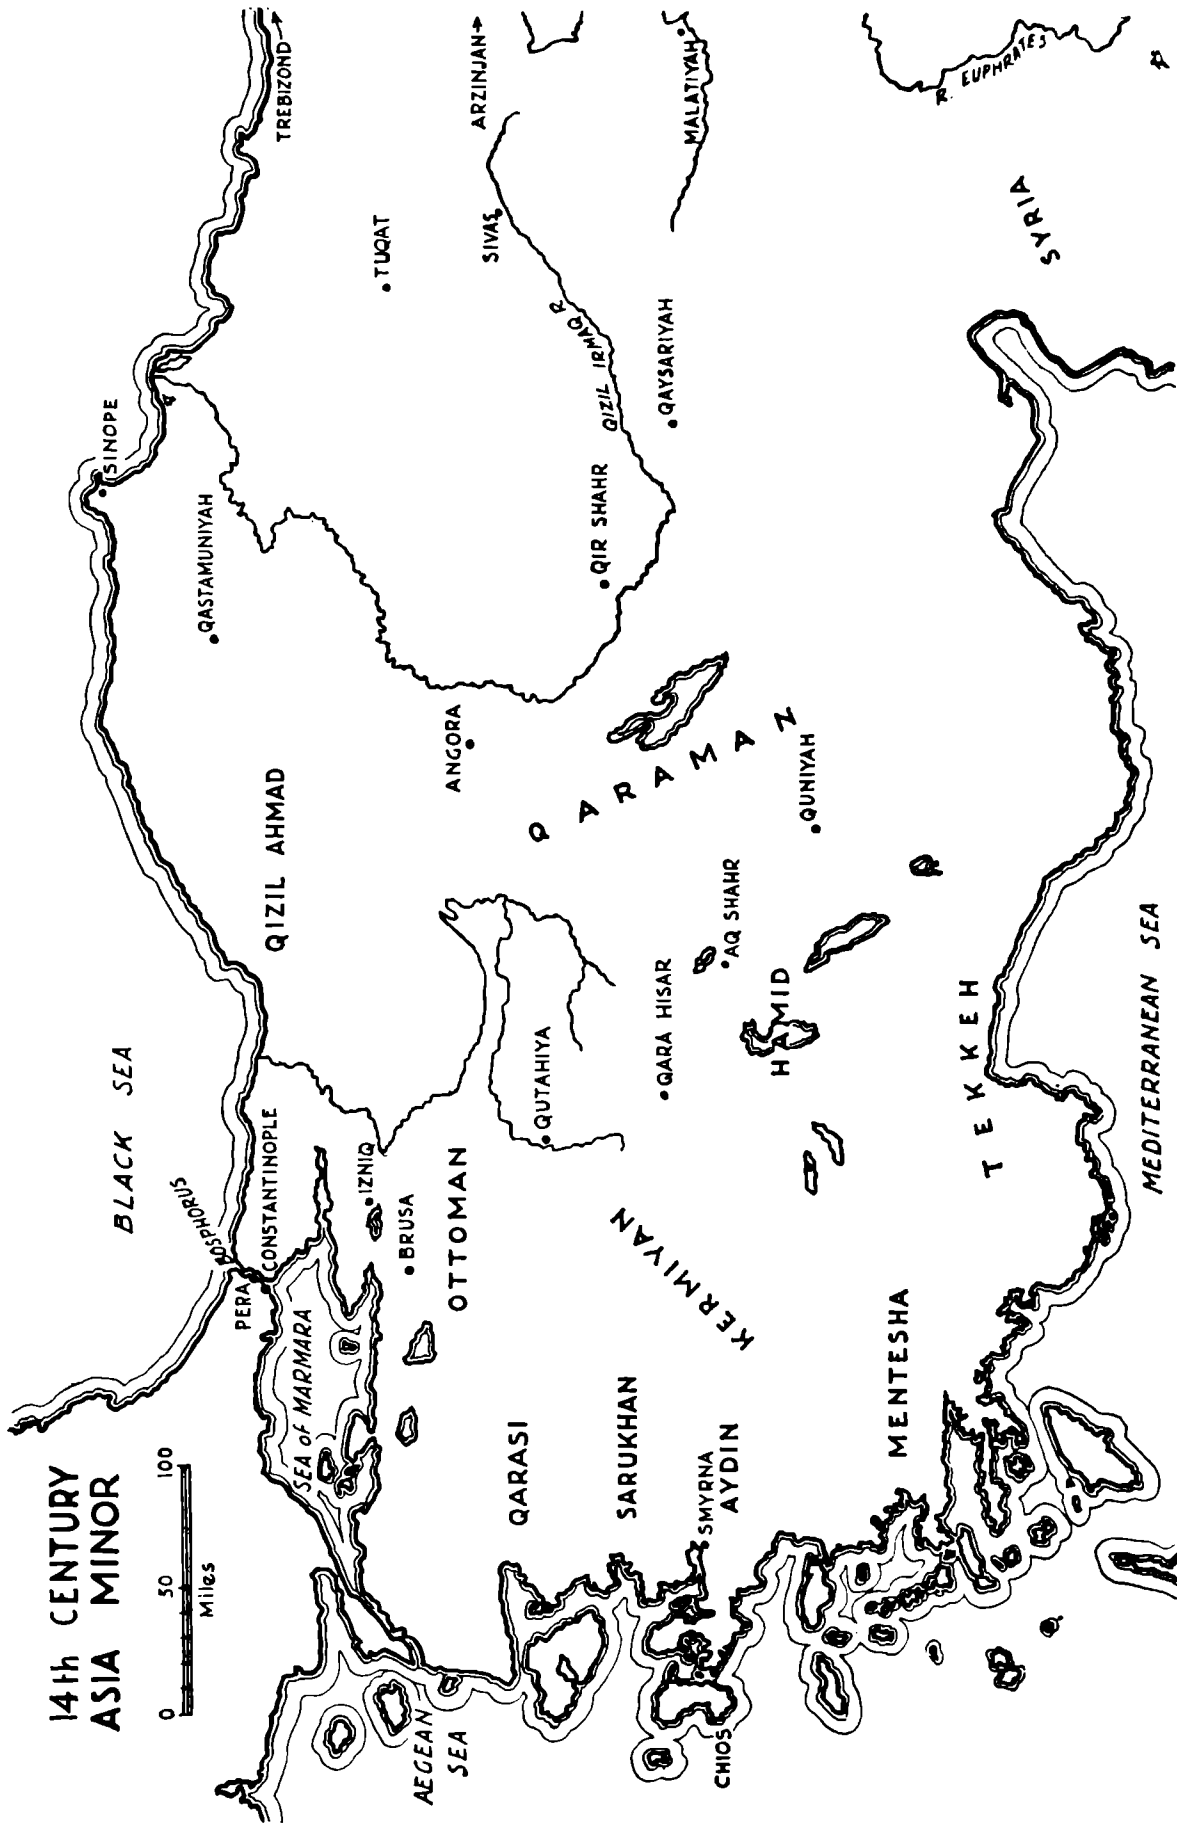 14th CENTURY
ASIA MINOR
0 50 100
Miles
BLACK SEA
BOSPHORUS
PERA
CONSTANTINOPLE
SEA OF MARMARA
IZNIQ
BRUSA
OTTOMAN
QIZIL AHMAD
QASTAMUNIYAH
SINOPE
TREBIZOND→
TUQAT
ARZINJAN→
SIVAS
QIZIL IRMAQ R
ANGORA
QIR SHAHR
QAYSARIYAH
MALATIYAH
R. EUPHRATES
SYRIA
AEGEAN
SEA
QARASI
SARUKHAN
SMYRNA
AYDIN
CHIOS
KERMIYAN
QUTAHIYA
QARA HISAR
AQ SHAHR
HAMID
QARAMAN
QUNIYAH
MENTESHA
TEKKEH
MEDITERRANEAN SEA